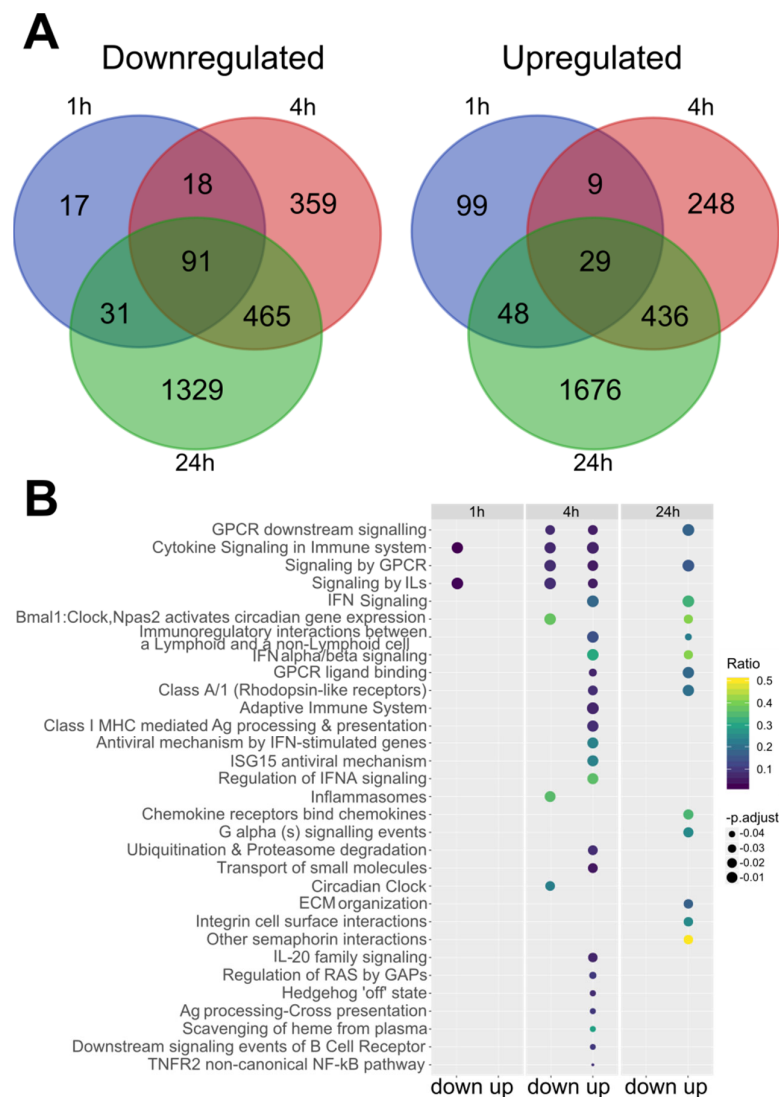 A
Downregulated
Upregulated
1h
4h
1h
4h
17
18
359
91
31
465
1329
99
9
248
29
48
436
1676
24h
24h
B
1h
4h
24h
GPCR downstream signalling
Cytokine Signaling in Immune system
Signaling by GPCR
Signaling by ILs
IFN Signaling
Bmal1:Clock,Npas2 activates circadian gene expression
Immunoregulatory interactions between
a Lymphoid and a non-Lymphoid cell
IFN alpha/beta signaling
GPCR ligand binding
Class A/1 (Rhodopsin-like receptors)
Adaptive Immune System
Class I MHC mediated Ag processing & presentation
Antiviral mechanism by IFN-stimulated genes
ISG15 antiviral mechanism
Regulation of IFNA signaling
Inflammasomes
Chemokine receptors bind chemokines
G alpha (s) signalling events
Ubiquitination & Proteasome degradation
Transport of small molecules
Circadian Clock
ECM organization
Integrin cell surface interactions
Other semaphorin interactions
IL-20 family signaling
Regulation of RAS by GAPs
Hedgehog 'off' state
Ag processing-Cross presentation
Scavenging of heme from plasma
Downstream signaling events of B Cell Receptor
TNFR2 non-canonical NF-kB pathway
down up
down up
down up
Ratio
0.5
0.4
0.3
0.2
0.1
-p.adjust
-0.04
-0.03
-0.02
-0.01